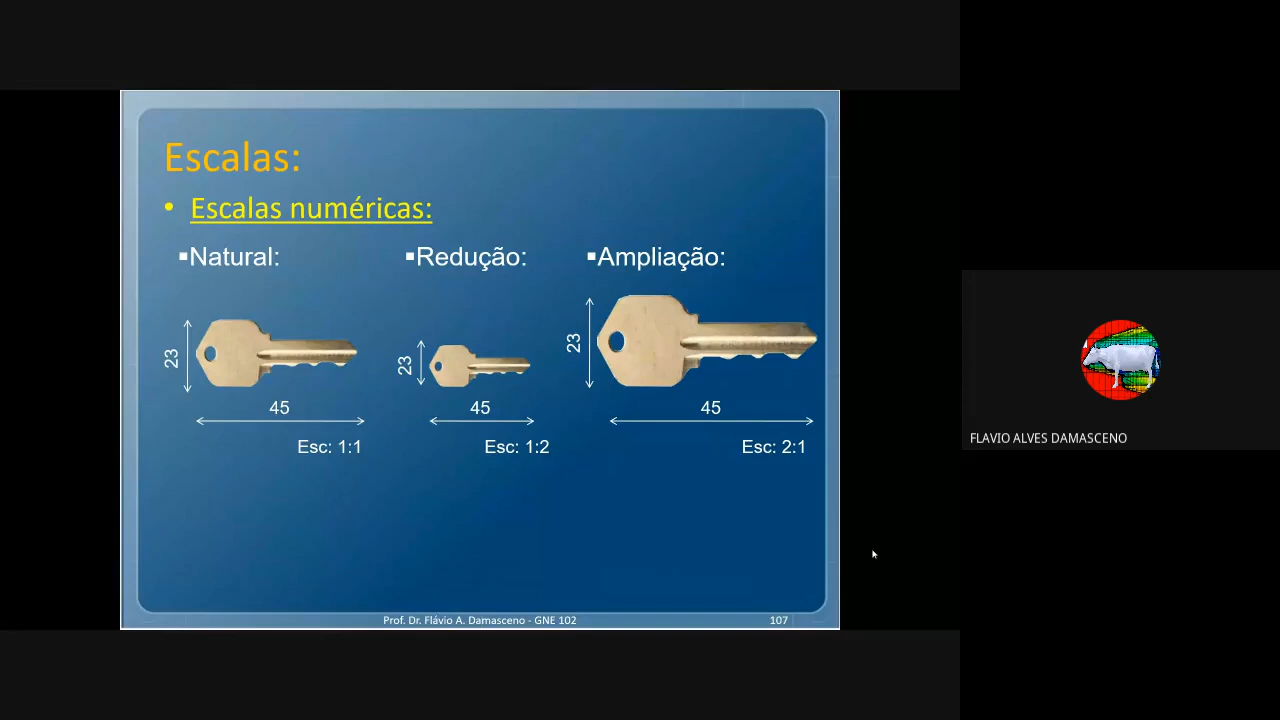 Escalas:
• Escalas numéricas:
▪Natural: ▪Redução: ▪Ampliação:
23 23 23
45 45 45
Esc: 1:1 Esc: 1:2 Esc: 2:1
Prof. Dr. Flávio A. Damasceno - GNE 102 107
FLAVIO ALVES DAMASCENO